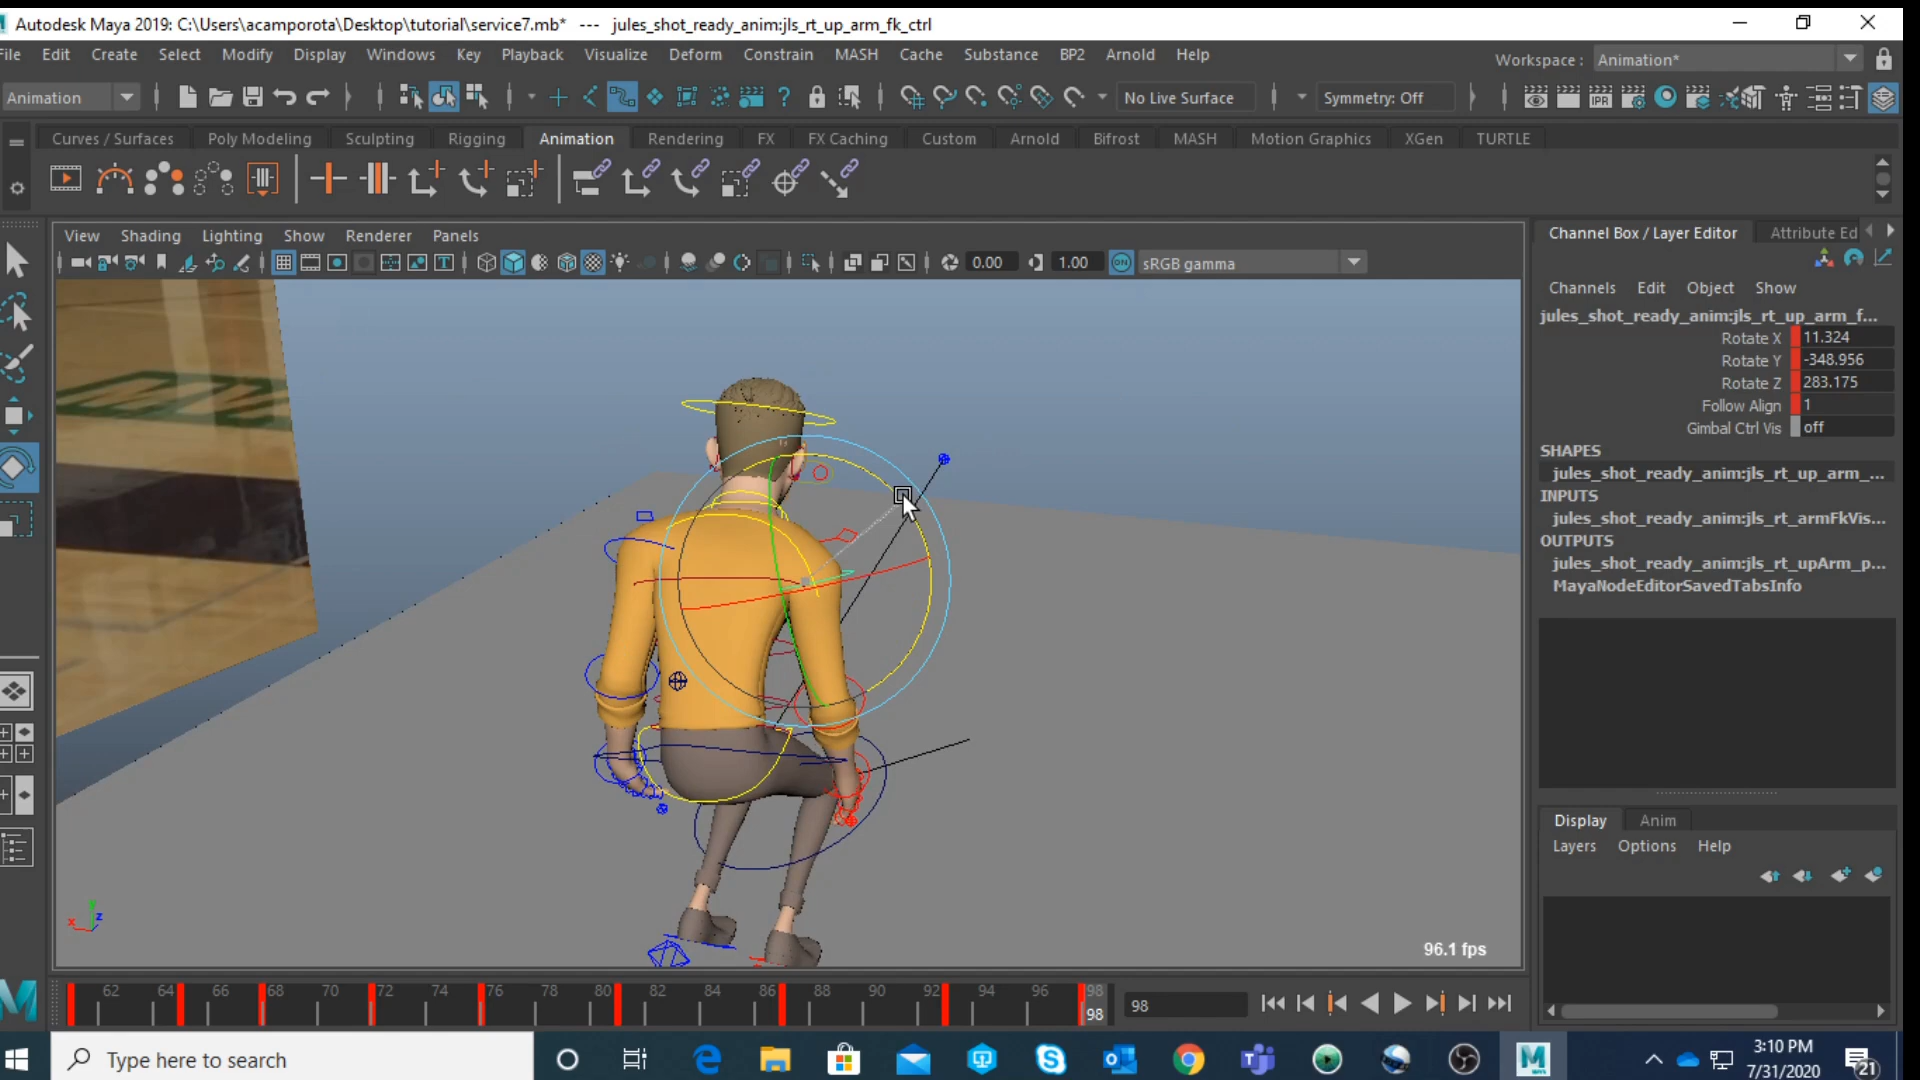 Autodesk Maya 2019: C:\Users\acamporota\Desktop\tutorial\service7.mb* --- jules_shot_ready_anim:jls_rt_up_arm_fk_ctrl
File Edit Create Select Modify Display Windows Key Playback Visualize Deform Constrain MASH Cache Substance BP2 Arnold Help Workspace : Animation*
Animation No Live Surface Symmetry: Off
IPR
Curves / Surfaces Poly Modeling Sculpting Rigging Animation Rendering FX FX Caching Custom Arnold Bifrost MASH Motion Graphics XGen TURTLE
View Shading Lighting Show Renderer Panels
0.00 1.00 ON sRGB gamma
Channel Box / Layer Editor Attribute Ed
Channels Edit Object Show
jules_shot_ready_anim:jls_rt_up_arm_f...
Rotate X 11.324
Rotate Y -348.956
Rotate Z 283.175
Follow Align 1
Gimbal Ctrl Vis off
SHAPES
jules_shot_ready_anim:jls_rt_up_arm_...
INPUTS
jules_shot_ready_anim:jls_rt_armFkVis...
OUTPUTS
jules_shot_ready_anim:jls_rt_upArm_p...
MayaNodeEditorSavedTabsInfo
Display Anim
Layers Options Help
x z
96.1 fps
62 64 66 68 70 72 74 76 78 80 82 84 86 88 90 92 94 96 98
98 98
Type here to search
3:10 PM
7/31/2020
21